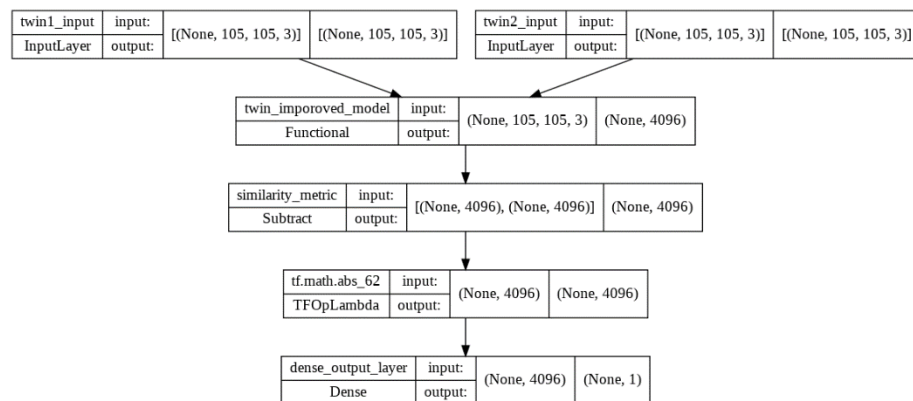 twin1_input input: [(None, 105, 105, 3)] [(None, 105, 105, 3)]
InputLayer output:
twin2_input input: [(None, 105, 105, 3)] [(None, 105, 105, 3)]
InputLayer output:
twin_imporoved_model input: (None, 105, 105, 3) (None, 4096)
Functional output:
similarity_metric input: [(None, 4096), (None, 4096)] (None, 4096)
Subtract output:
tf.math.abs_62 input: (None, 4096) (None, 4096)
TFOpLambda output:
dense_output_layer input: (None, 4096) (None, 1)
Dense output: